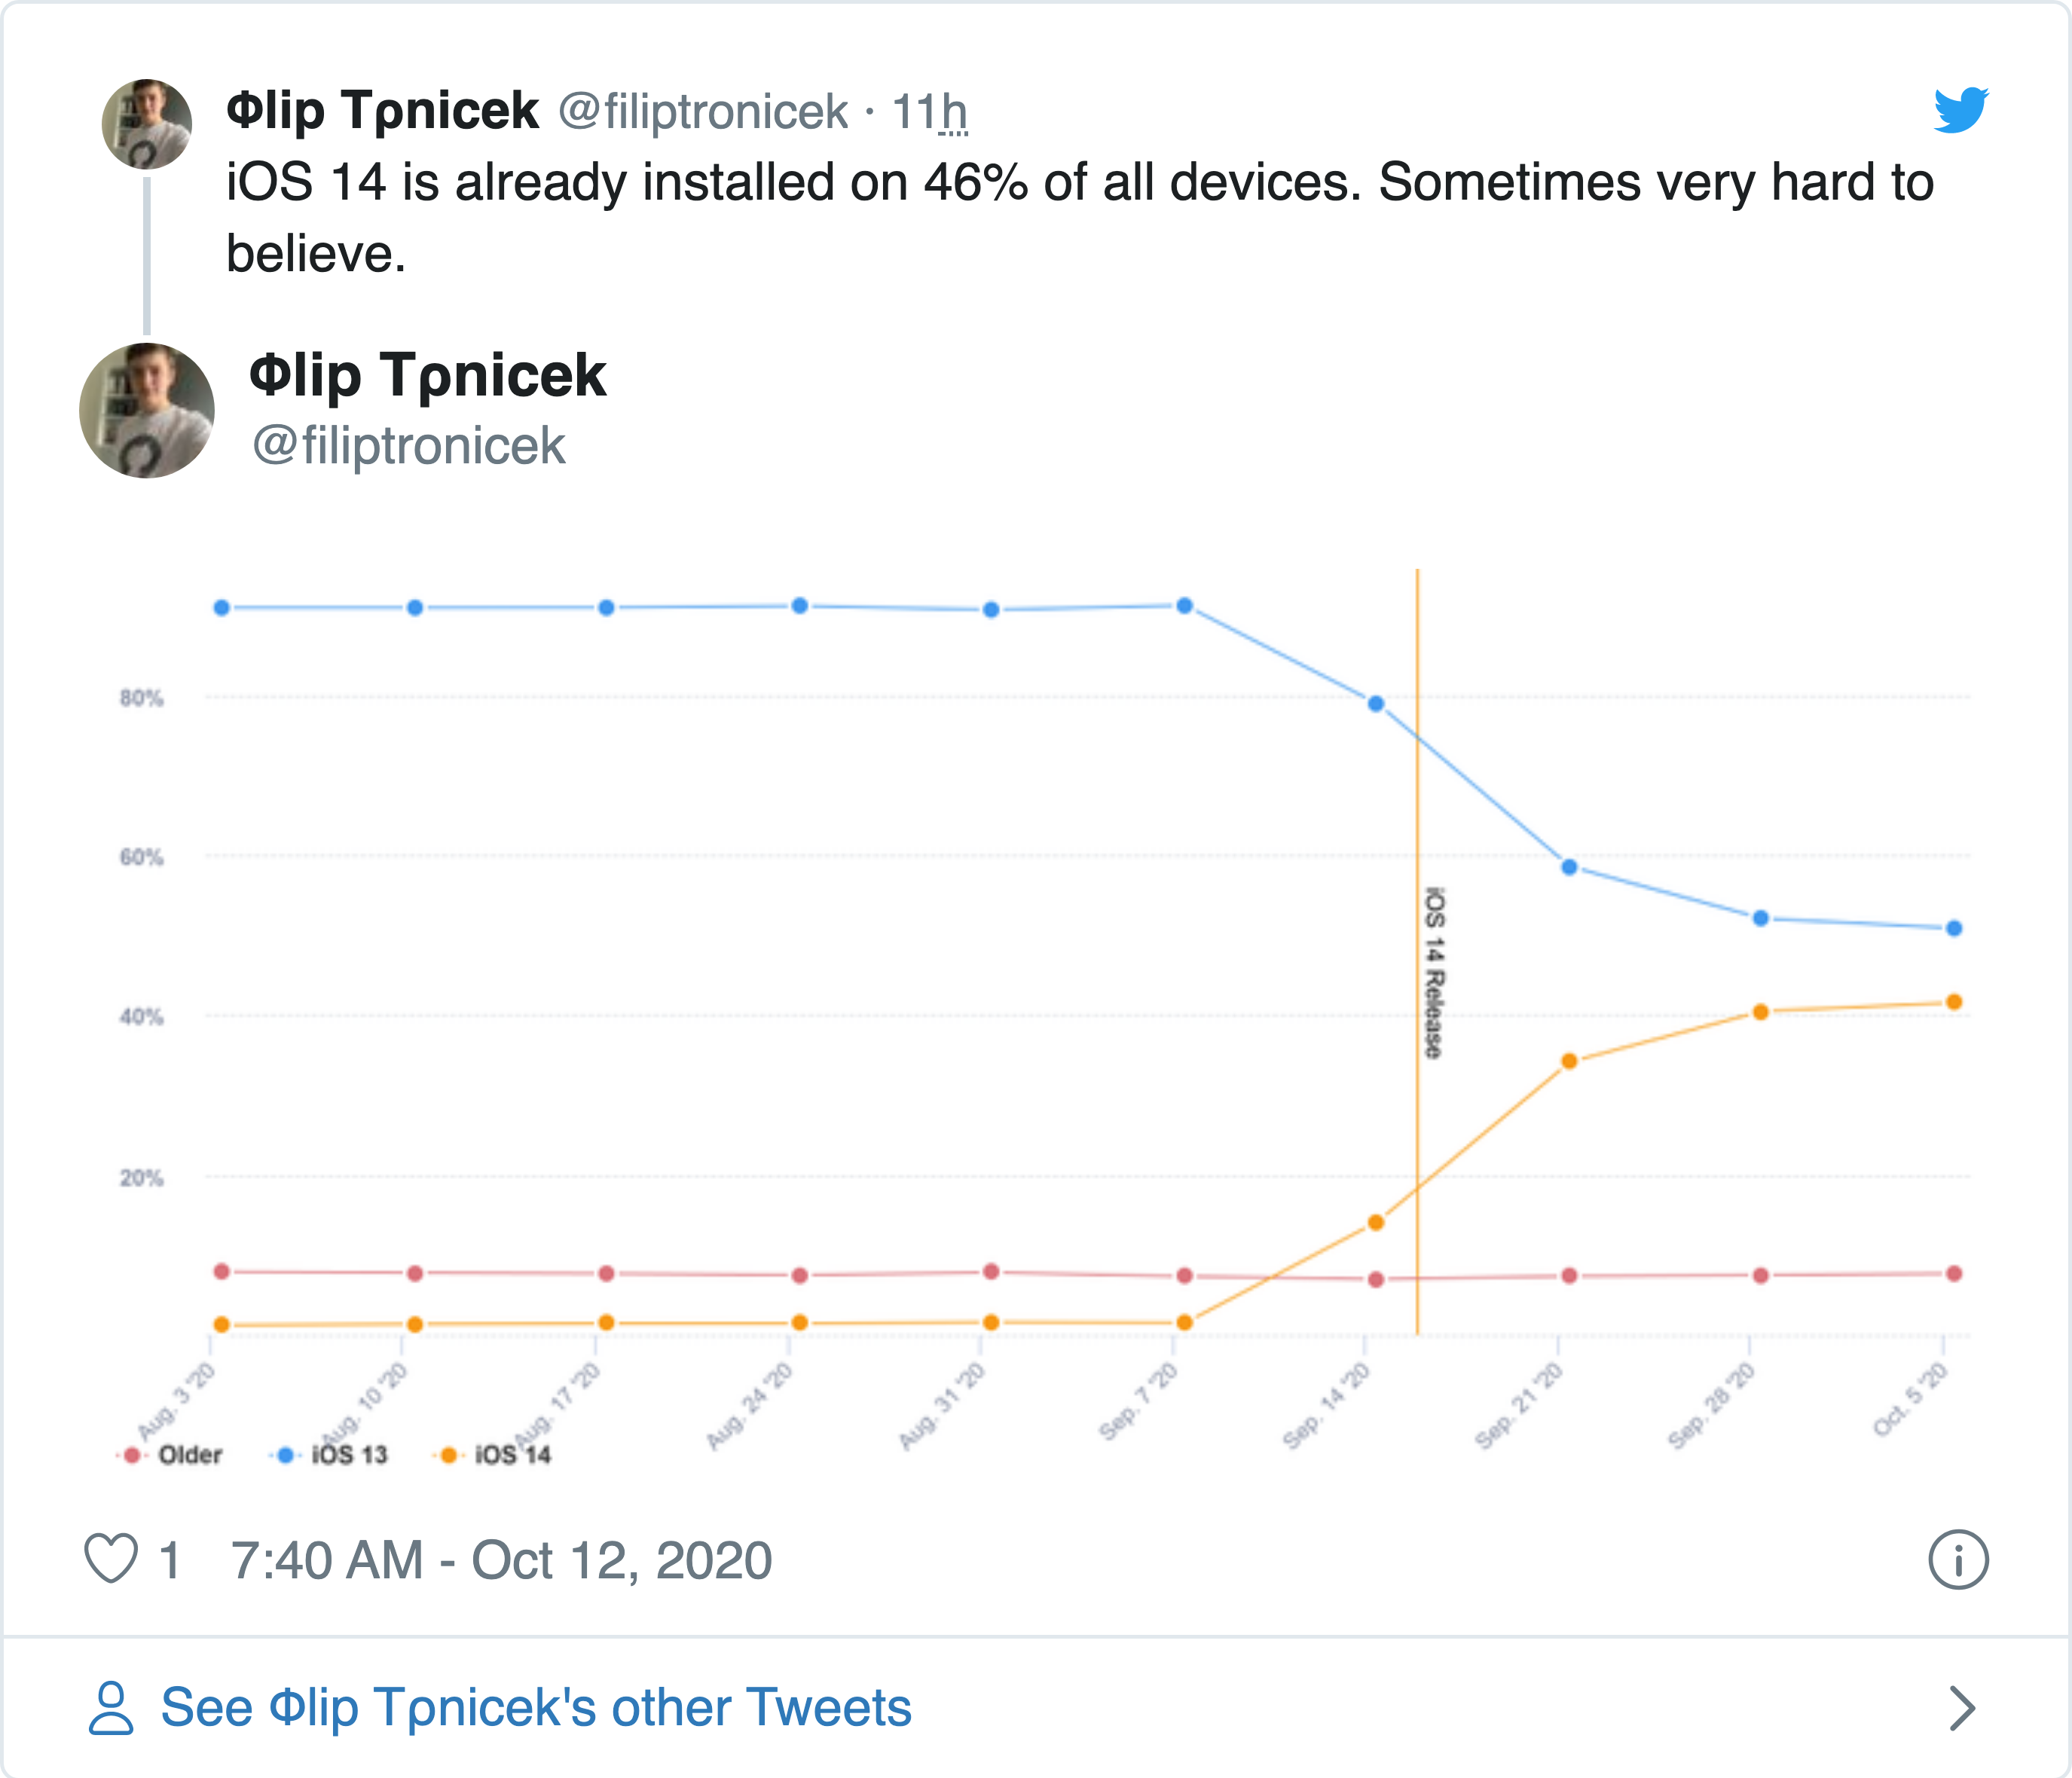 Φlip Tρnicek @filiptronicek · 11h
iOS 14 is already installed on 46% of all devices. Sometimes very hard to
believe.
Φlip Tρnicek
@filiptronicek
80%
60%
40%
20%
iOS 14 Release
Aug. 3 '20
Aug. 10 '20
Aug. 17 '20
Aug. 24 '20
Aug. 31 '20
Sep. 7 '20
Sep. 14 '20
Sep. 21 '20
Sep. 28 '20
Oct. 5 '20
Older iOS 13 iOS 14
1 7:40 AM - Oct 12, 2020
See Φlip Tρnicek's other Tweets